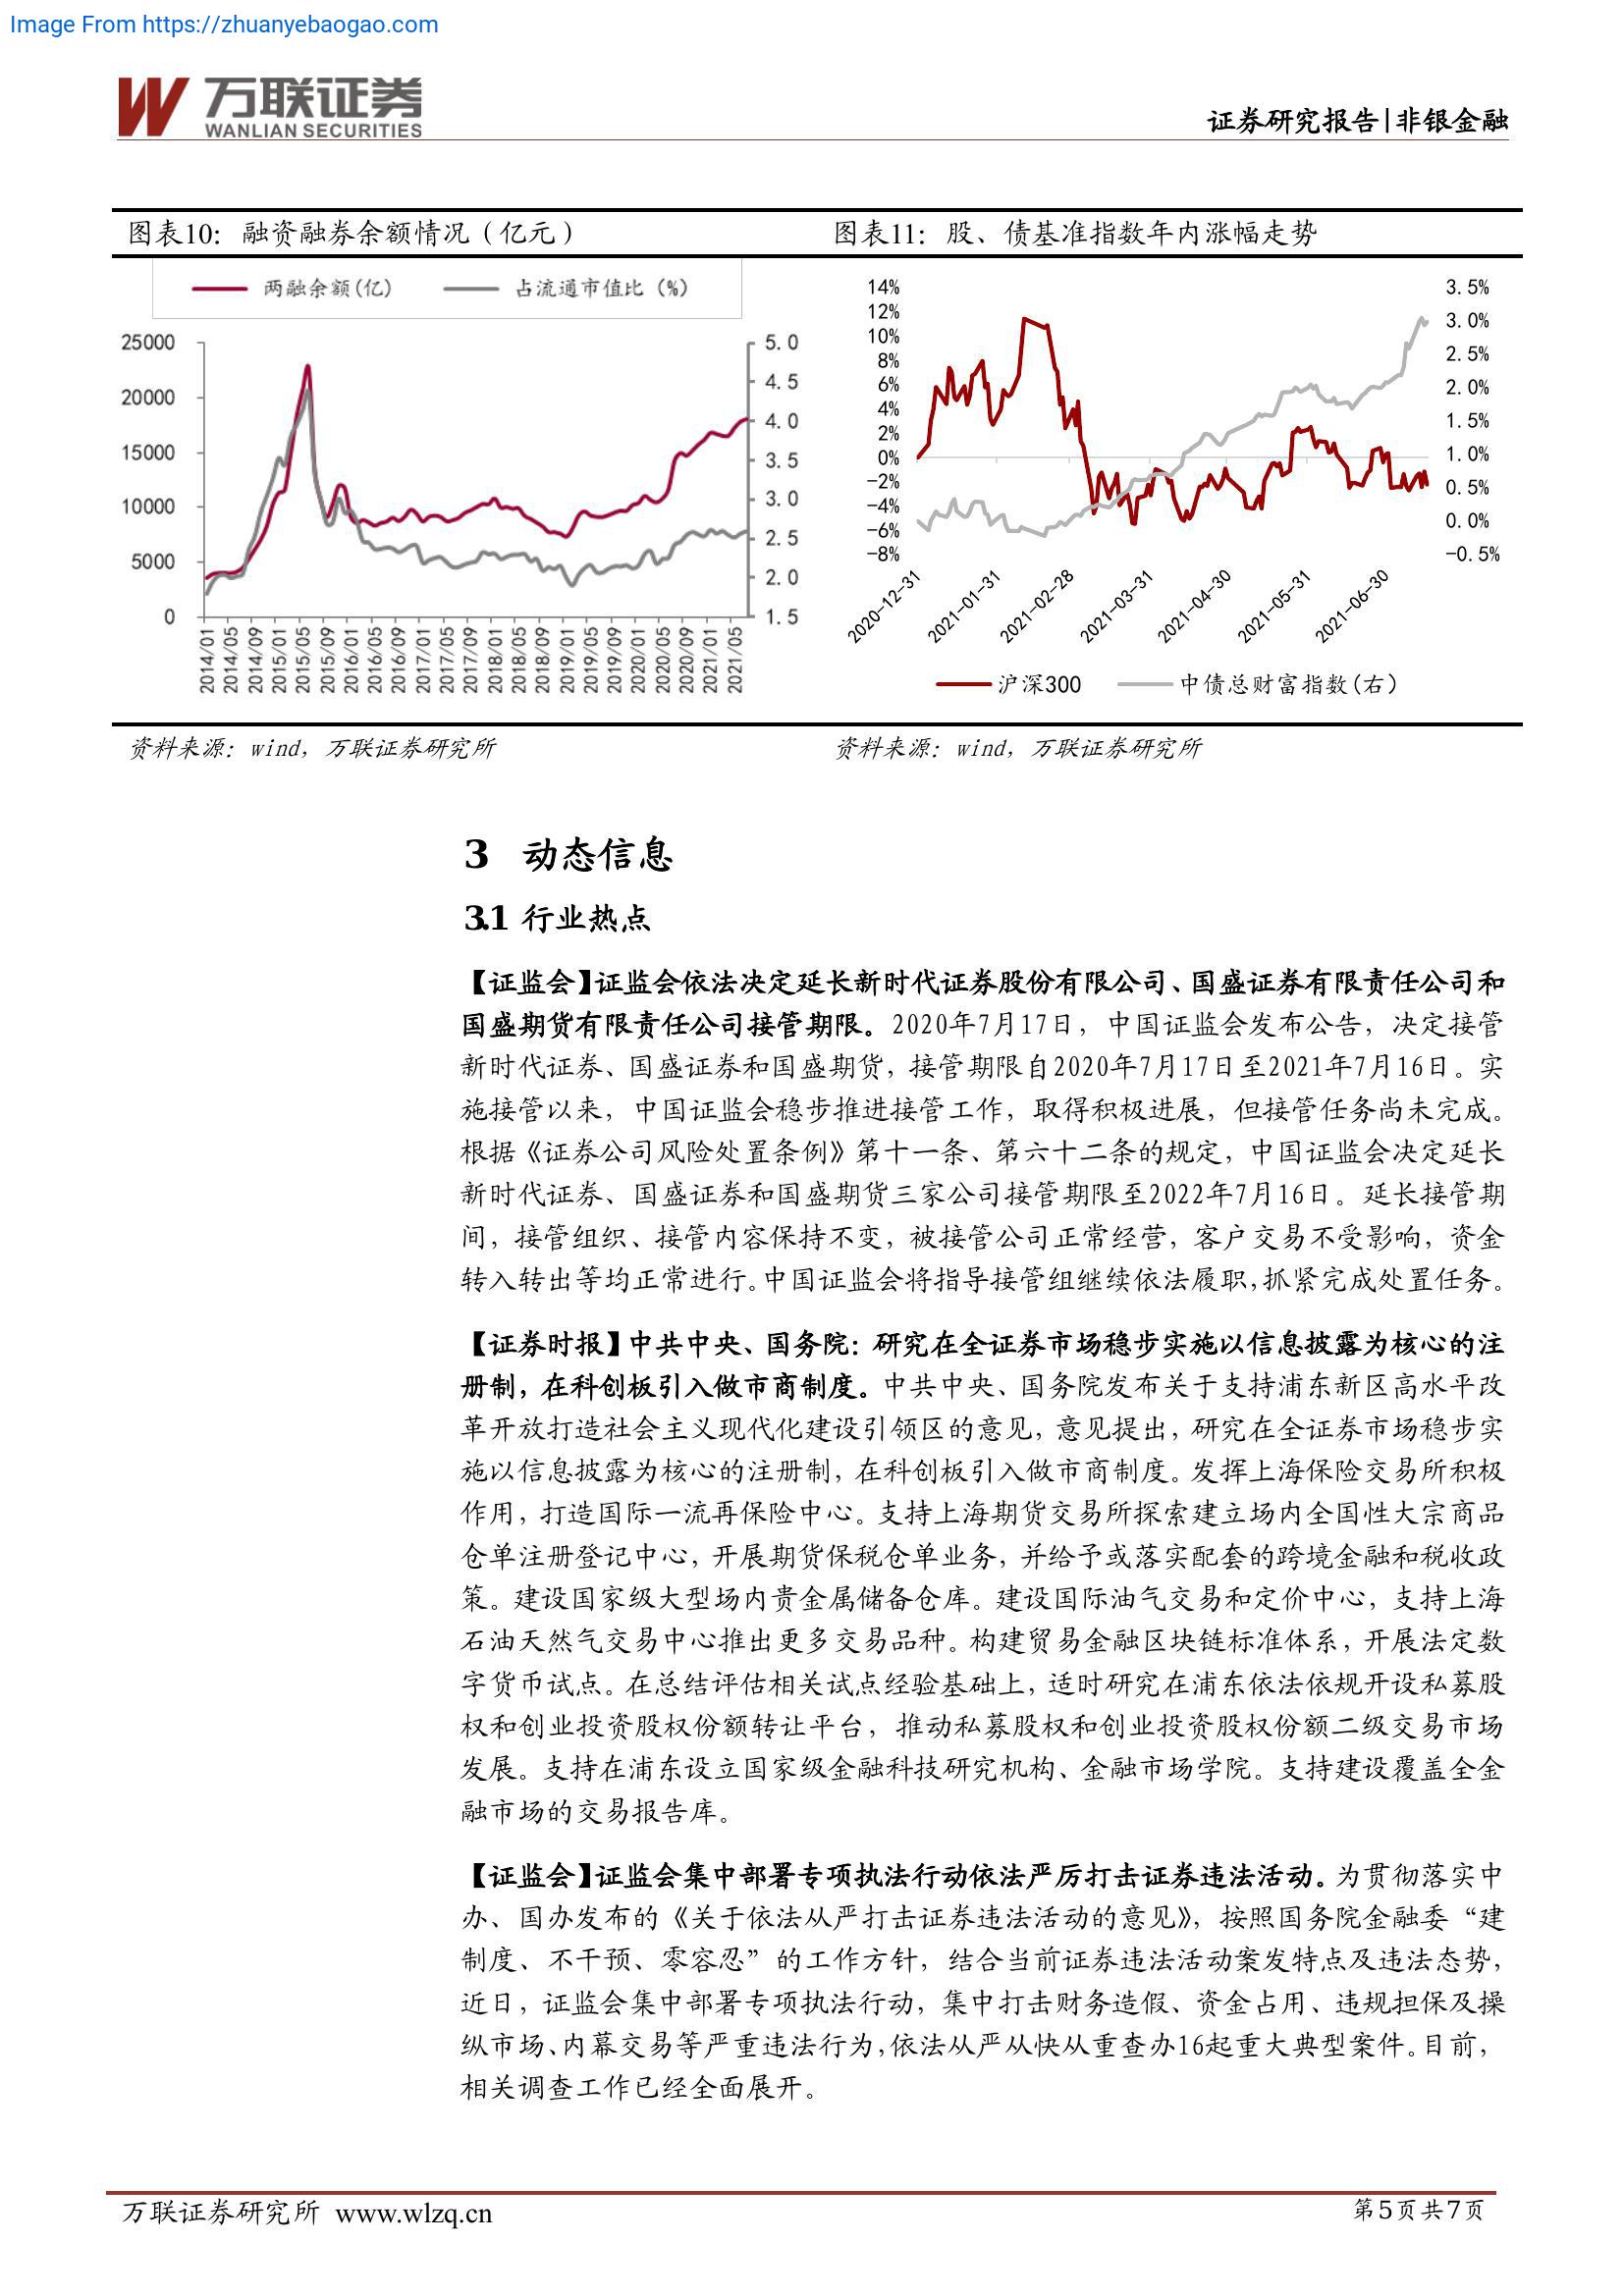 Image From https://zhuanyebaogao.com
万联证券
WANLIAN SECURITIES
证券研究报告|非银金融
图表10：融资融券余额情况（亿元）
图表11：股、债基准指数年内涨幅走势
两融余额(亿) 占流通市值比（%）
25000
20000
15000
10000
5000
0
5.0
4.5
4.0
3.5
3.0
2.5
2.0
1.5
2014/01
2014/05
2014/09
2015/01
2015/05
2015/09
2016/01
2016/05
2016/09
2017/01
2017/05
2017/09
2018/01
2018/05
2018/09
2019/01
2019/05
2019/09
2020/01
2020/05
2020/09
2021/01
2021/05
14%
12%
10%
8%
6%
4%
2%
0%
-2%
-4%
-6%
-8%
3.5%
3.0%
2.5%
2.0%
1.5%
1.0%
0.5%
0.0%
-0.5%
2020-12-31
2021-01-31
2021-02-28
2021-03-31
2021-04-30
2021-05-31
2021-06-30
沪深300 中债总财富指数(右)
资料来源：wind，万联证券研究所
资料来源：wind，万联证券研究所
3 动态信息
3.1 行业热点
【证监会】证监会依法决定延长新时代证券股份有限公司、国盛证券有限责任公司和
国盛期货有限责任公司接管期限。2020年7月17日，中国证监会发布公告，决定接管
新时代证券、国盛证券和国盛期货，接管期限自2020年7月17日至2021年7月16日。实
施接管以来，中国证监会稳步推进接管工作，取得积极进展，但接管任务尚未完成。
根据《证券公司风险处置条例》第十一条、第六十二条的规定，中国证监会决定延长
新时代证券、国盛证券和国盛期货三家公司接管期限至2022年7月16日。延长接管期
间，接管组织、接管内容保持不变，被接管公司正常经营，客户交易不受影响，资金
转入转出等均正常进行。中国证监会将指导接管组继续依法履职，抓紧完成处置任务。
【证券时报】中共中央、国务院：研究在全证券市场稳步实施以信息披露为核心的注
册制，在科创板引入做市商制度。中共中央、国务院发布关于支持浦东新区高水平改
革开放打造社会主义现代化建设引领区的意见，意见提出，研究在全证券市场稳步实
施以信息披露为核心的注册制，在科创板引入做市商制度。发挥上海保险交易所积极
作用，打造国际一流再保险中心。支持上海期货交易所探索建立场内全国性大宗商品
仓单注册登记中心，开展期货保税仓单业务，并给予或落实配套的跨境金融和税收政
策。建设国家级大型场内贵金属储备仓库。建设国际油气交易和定价中心，支持上海
石油天然气交易中心推出更多交易品种。构建贸易金融区块链标准体系，开展法定数
字货币试点。在总结评估相关试点经验基础上，适时研究在浦东依法依规开设私募股
权和创业投资股权份额转让平台，推动私募股权和创业投资股权份额二级交易市场
发展。支持在浦东设立国家级金融科技研究机构、金融市场学院。支持建设覆盖全金
融市场的交易报告库。
【证监会】证监会集中部署专项执法行动依法严厉打击证券违法活动。为贯彻落实中
办、国办发布的《关于依法从严打击证券违法活动的意见》，按照国务院金融委“建
制度、不干预、零容忍”的工作方针，结合当前证券违法活动案发特点及违法态势，
近日，证监会集中部署专项执法行动，集中打击财务造假、资金占用、违规担保及操
纵市场、内幕交易等严重违法行为，依法从严从快从重查办16起重大典型案件。目前，
相关调查工作已经全面展开。
万联证券研究所 www.wlzq.cn
第5页共7页